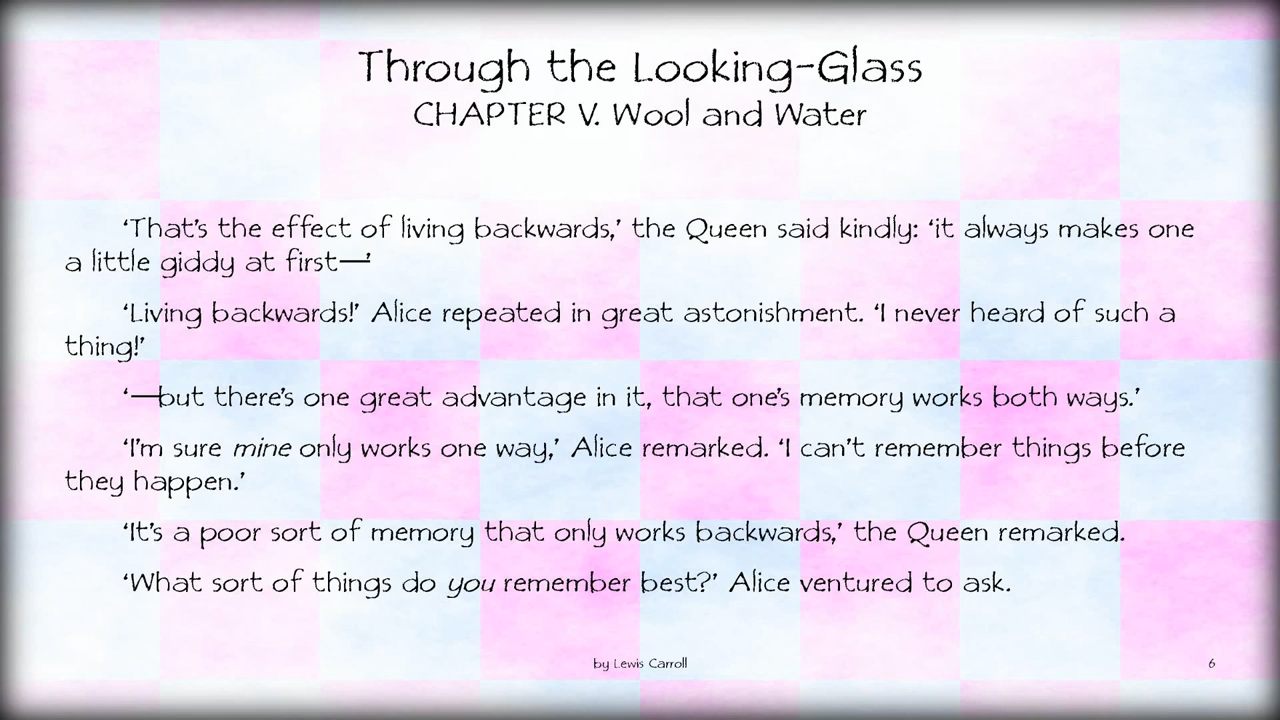 Through the Looking-Glass
CHAPTER V. Wool and Water
‘That’s the effect of living backwards,’ the Queen said kindly: ‘it always makes one
a little giddy at first—’
‘Living backwards!’ Alice repeated in great astonishment. ‘I never heard of such a
thing!’
‘—but there’s one great advantage in it, that one’s memory works both ways.’
‘I’m sure mine only works one way,’ Alice remarked. ‘I can’t remember things before
they happen.’
‘It’s a poor sort of memory that only works backwards,’ the Queen remarked.
‘What sort of things do you remember best?’ Alice ventured to ask.
by Lewis Carroll
6